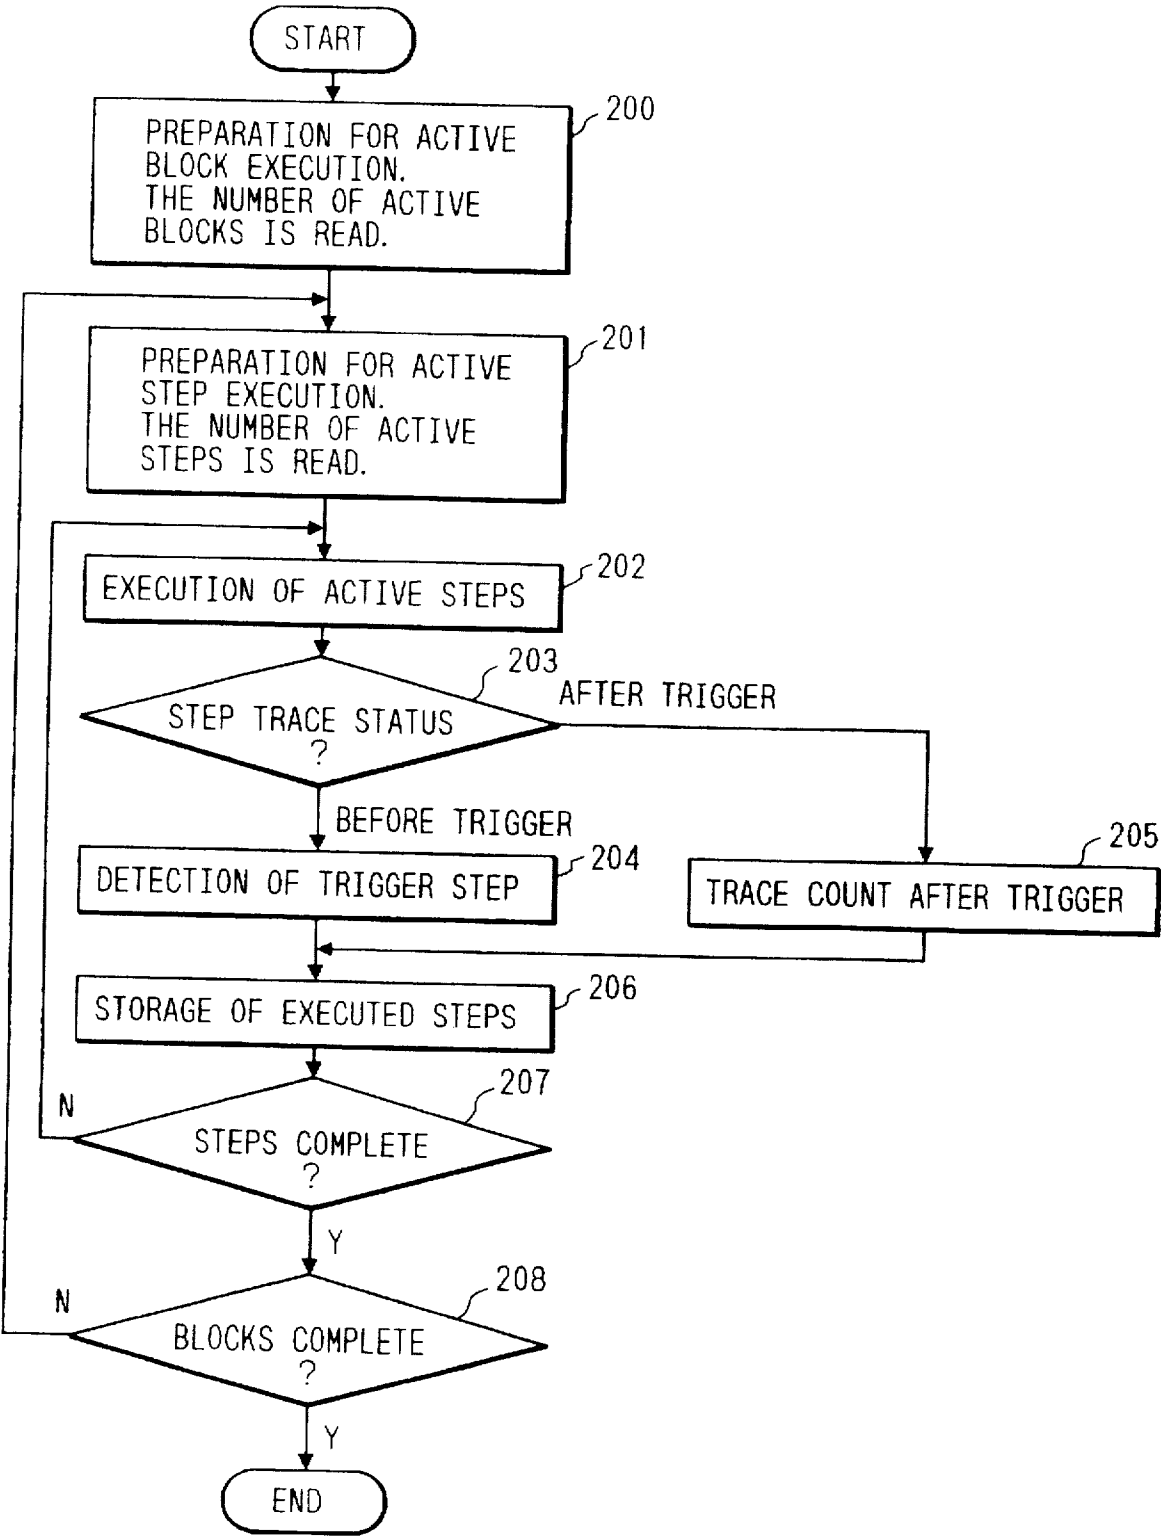 START
200
PREPARATION FOR ACTIVE
BLOCK EXECUTION.
THE NUMBER OF ACTIVE
BLOCKS IS READ.
201
PREPARATION FOR ACTIVE
STEP EXECUTION.
THE NUMBER OF ACTIVE
STEPS IS READ.
202
EXECUTION OF ACTIVE STEPS
203
STEP TRACE STATUS
?
AFTER TRIGGER
BEFORE TRIGGER
204
DETECTION OF TRIGGER STEP
205
TRACE COUNT AFTER TRIGGER
206
STORAGE OF EXECUTED STEPS
207
N
STEPS COMPLETE
?
Y
208
N
BLOCKS COMPLETE
?
Y
END